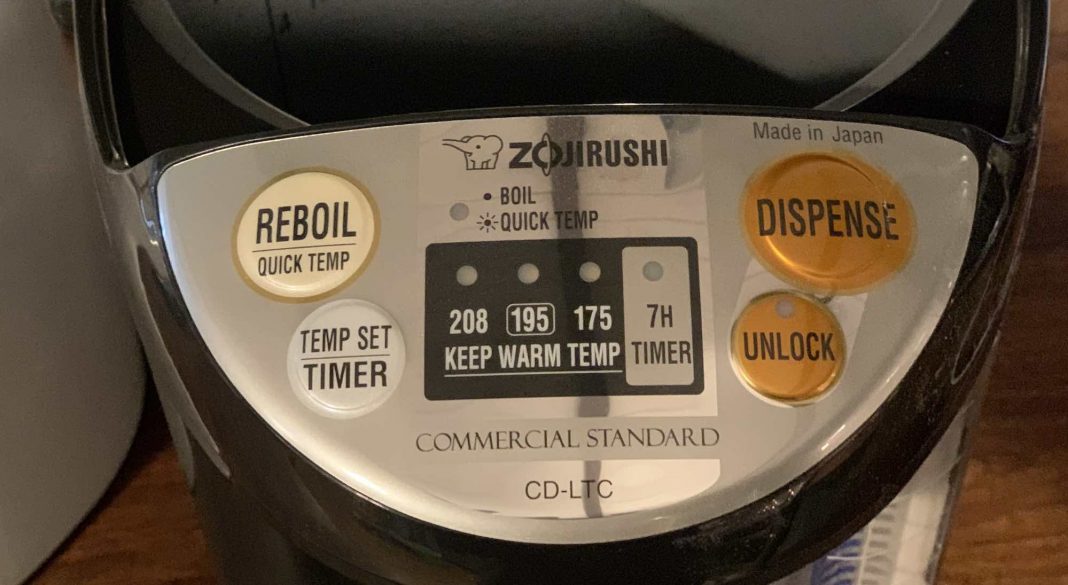 Made in Japan
ZOJIRUSHI
BOIL
QUICK TEMP
REBOIL
QUICK TEMP
TEMP SET
TIMER
208 195 175
KEEP WARM TEMP
7H
TIMER
DISPENSE
UNLOCK
COMMERCIAL STANDARD
CD-LTC